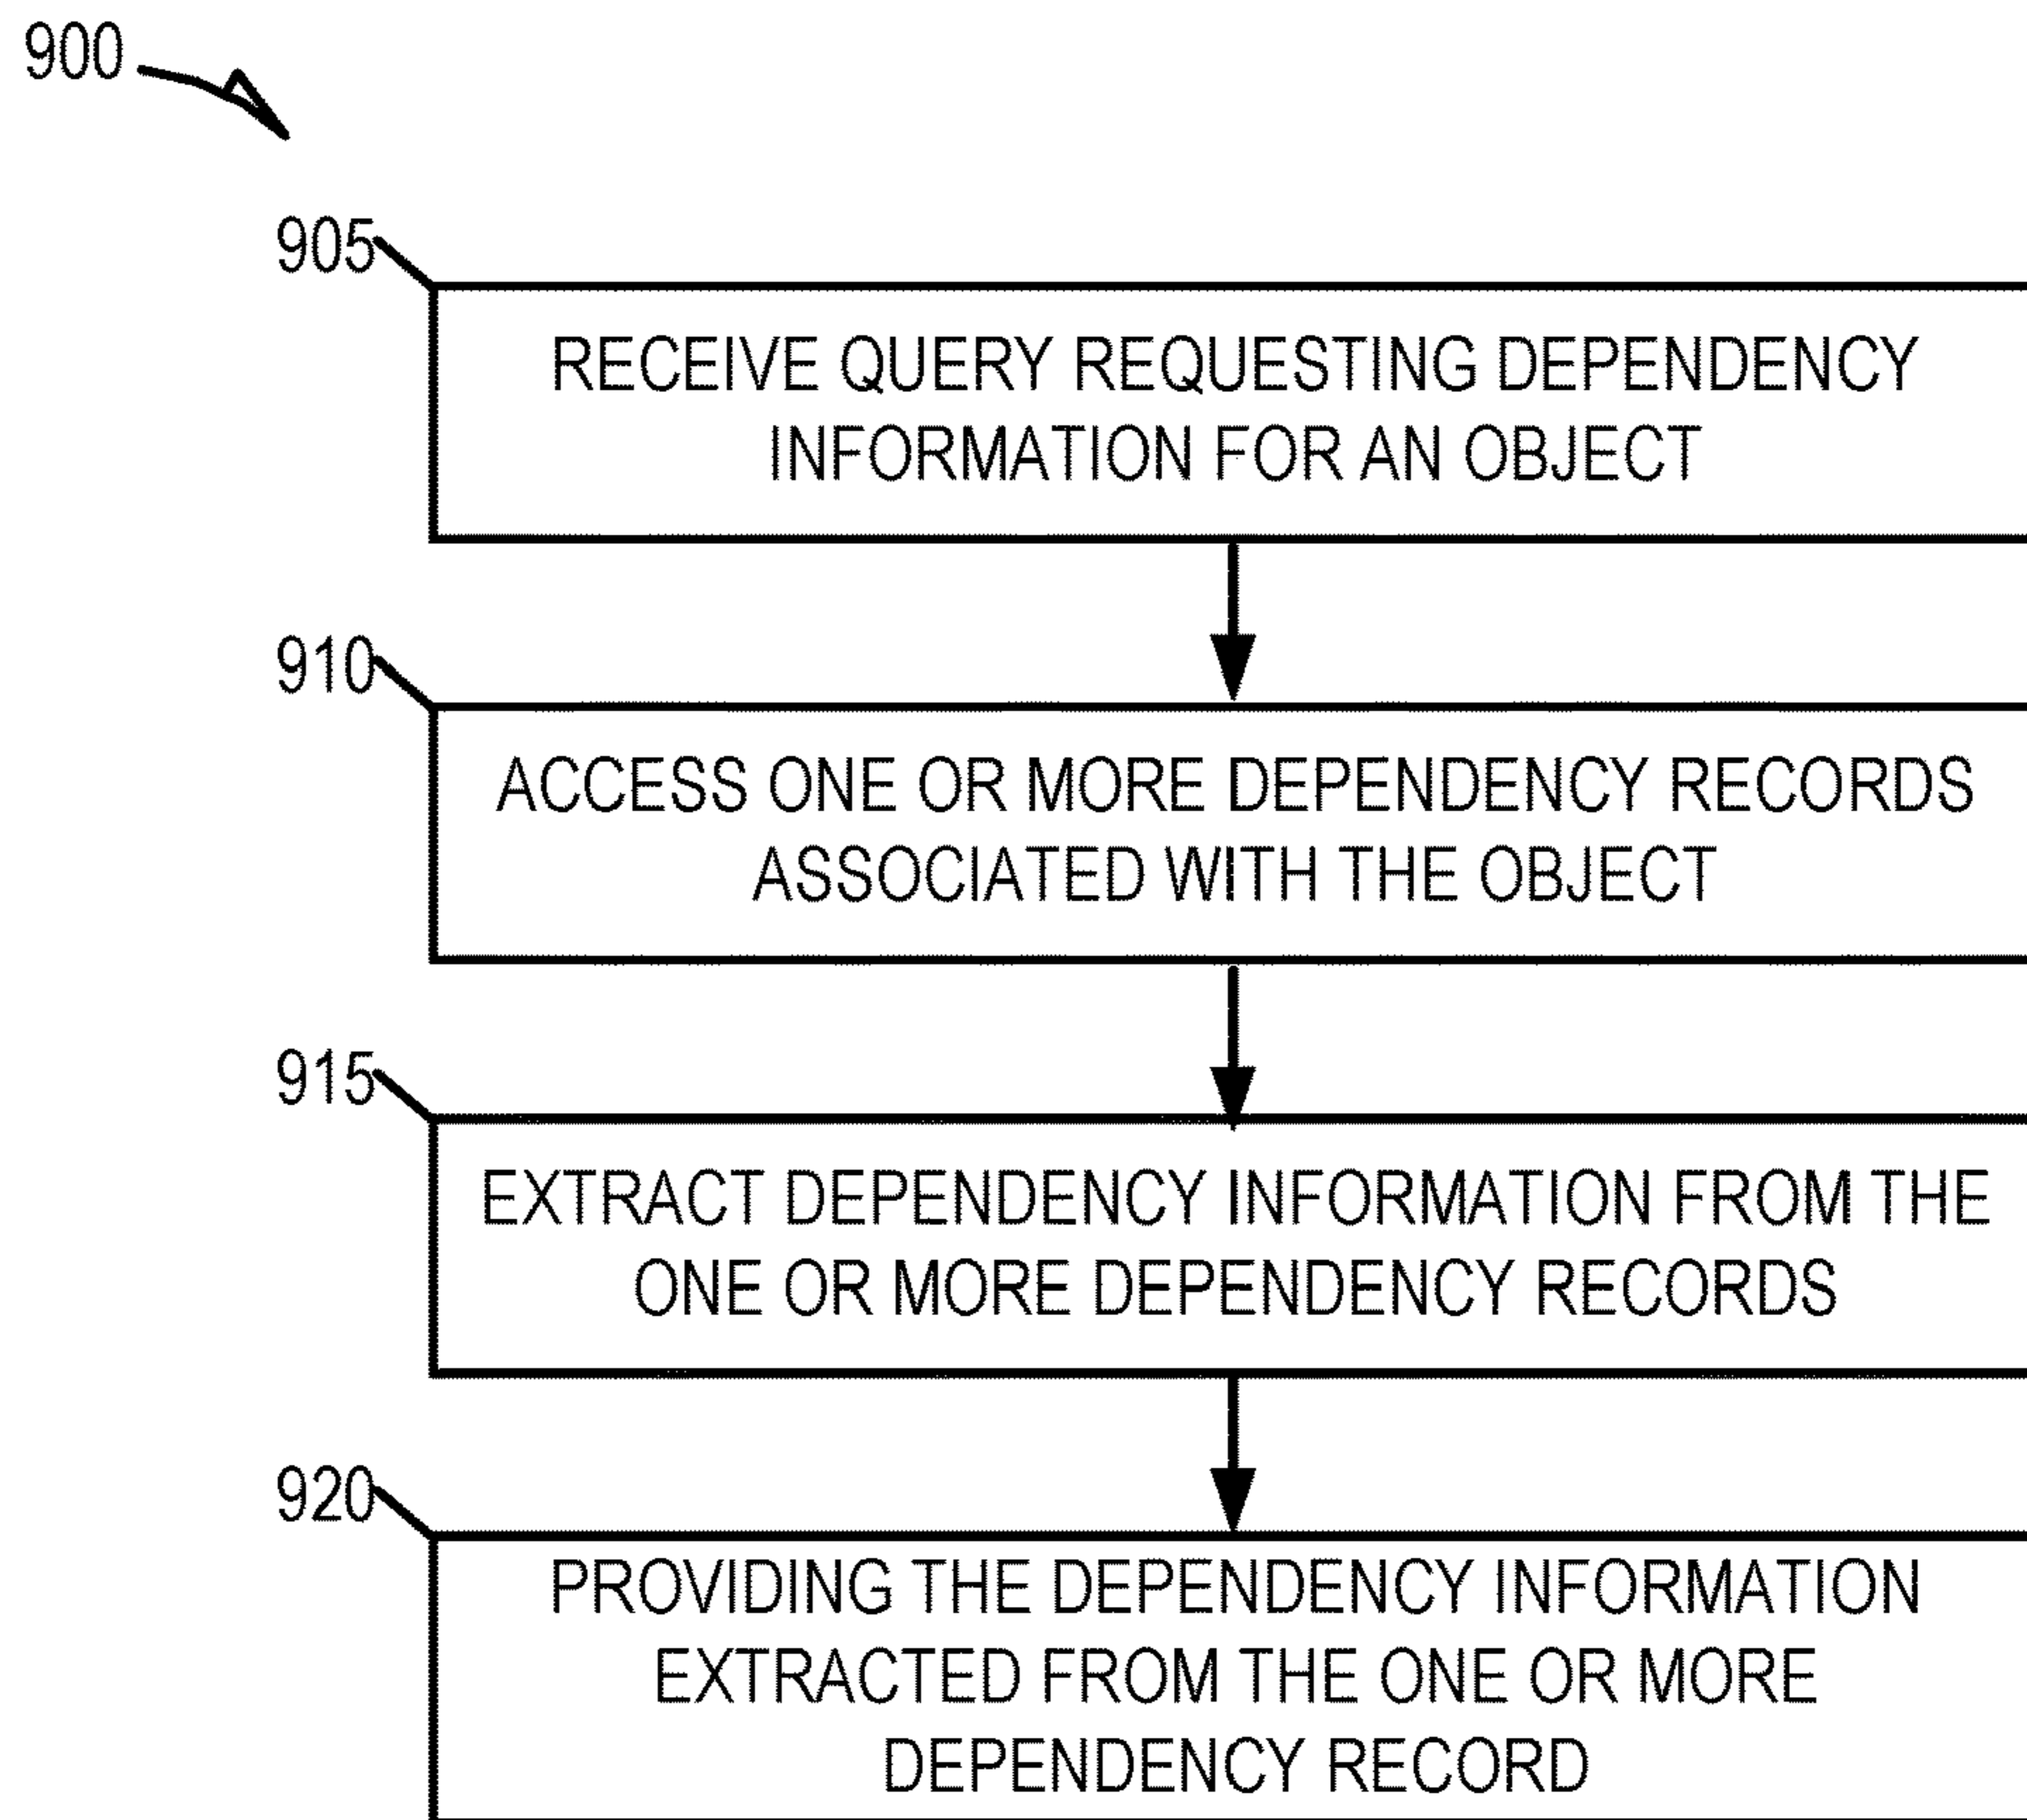 900
905
RECEIVE QUERY REQUESTING DEPENDENCY
INFORMATION FOR AN OBJECT
910
ACCESS ONE OR MORE DEPENDENCY RECORDS
ASSOCIATED WITH THE OBJECT
915
EXTRACT DEPENDENCY INFORMATION FROM THE
ONE OR MORE DEPENDENCY RECORDS
920
PROVIDING THE DEPENDENCY INFORMATION
EXTRACTED FROM THE ONE OR MORE
DEPENDENCY RECORD